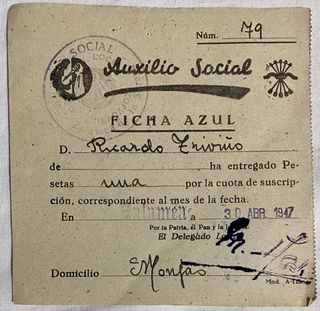 Núm. 79
SOCIAL
Auxilio Social
FICHA AZUL
D. Ricardo Triviño
de ha entregado Pe-
setas una por la cuota de suscrip-
ción, correspondiente al mes de la fecha.
En a 30 ABR. 1947
Por la Patria, el Pan y la
El Delegado
Domicilio Monjas
Mod. A-